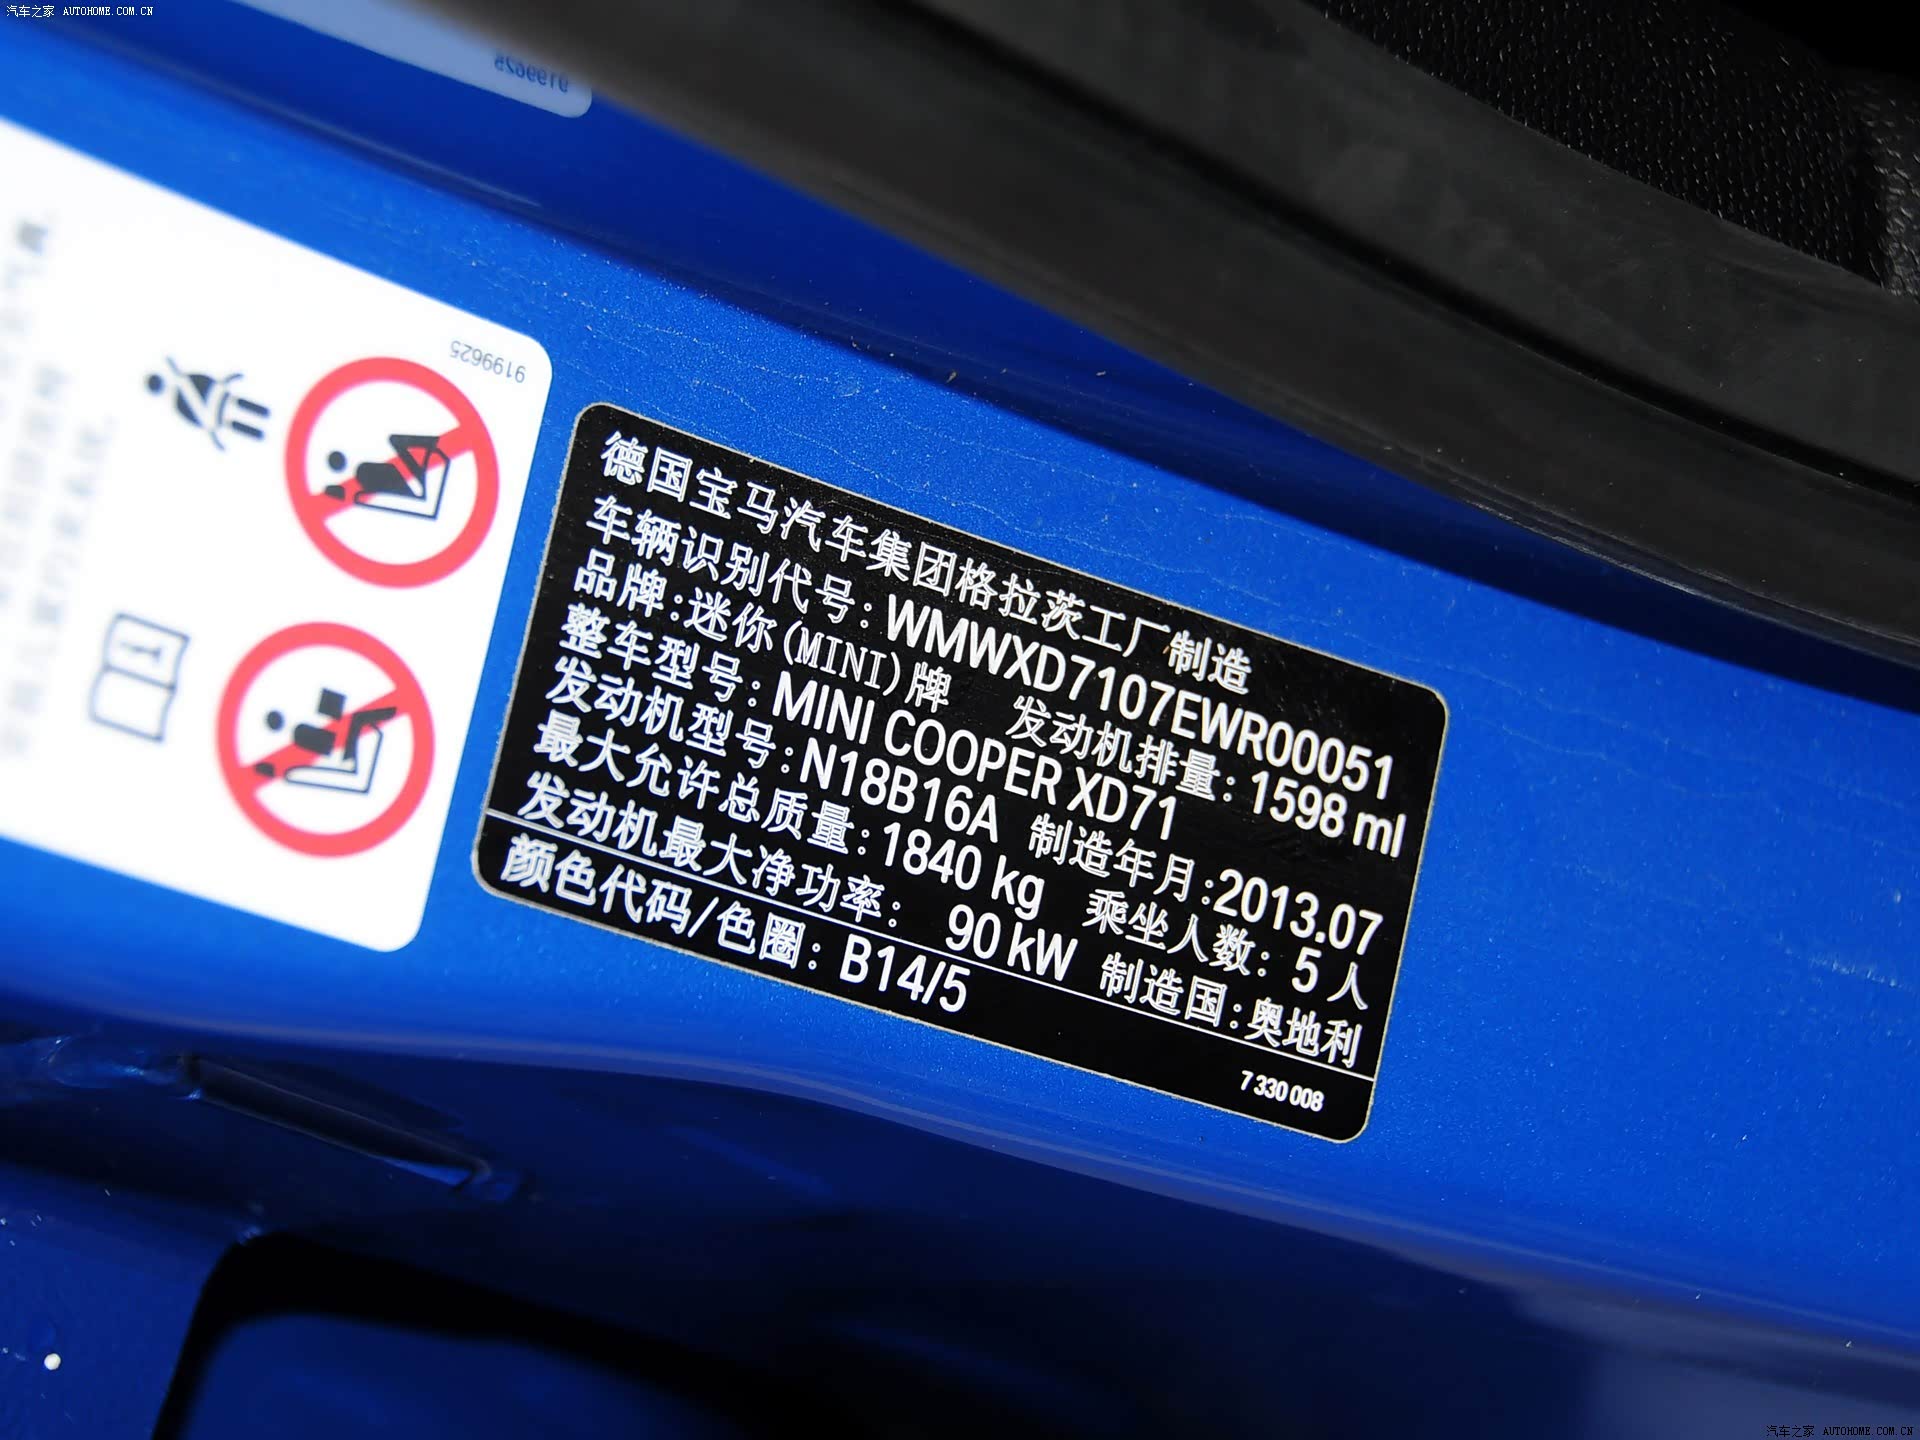 汽车之家 AUTOHOME.COM.CN
9199625
9199625
德国宝马汽车集团格拉茨工厂制造
车辆识别代号: WMWXD7107EWR00051
品牌:迷你(MINI)牌 发动机排量: 1598 ml
整车型号: MINI COOPER XD71
发动机型号:N18B16A 制造年月:2013.07
最大允许总质量:1840 kg 乘坐人数: 5 人
发动机最大净功率: 90 kW 制造国:奥地利
颜色代码/色圈: B14/5
7 330 008
汽车之家 AUTOHOME.COM.CN